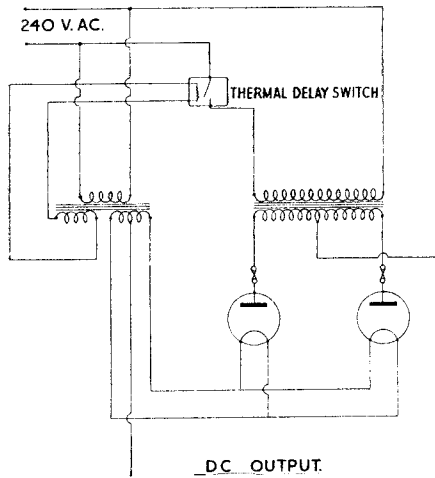 240 V. AC.
THERMAL DELAY SWITCH
DC OUTPUT.